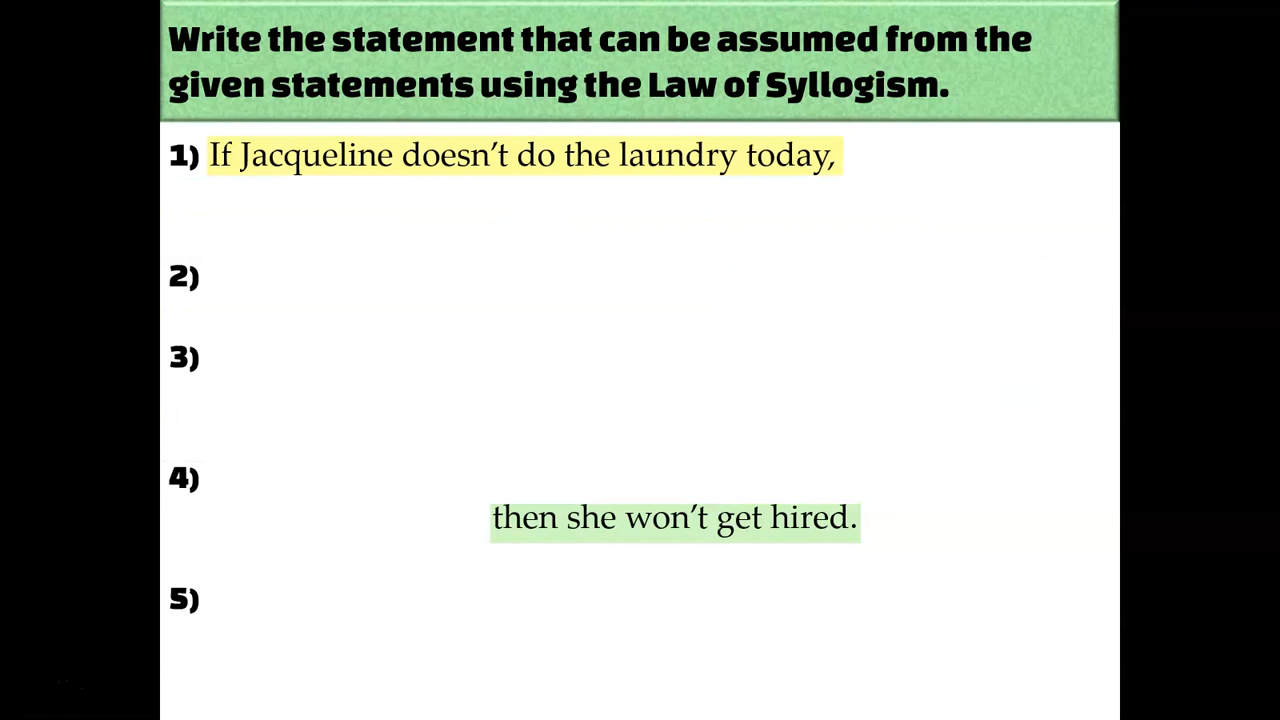 Write the statement that can be assumed from the
given statements using the Law of Syllogism.
1) If Jacqueline doesn’t do the laundry today,
2)
3)
4)
then she won’t get hired.
5)